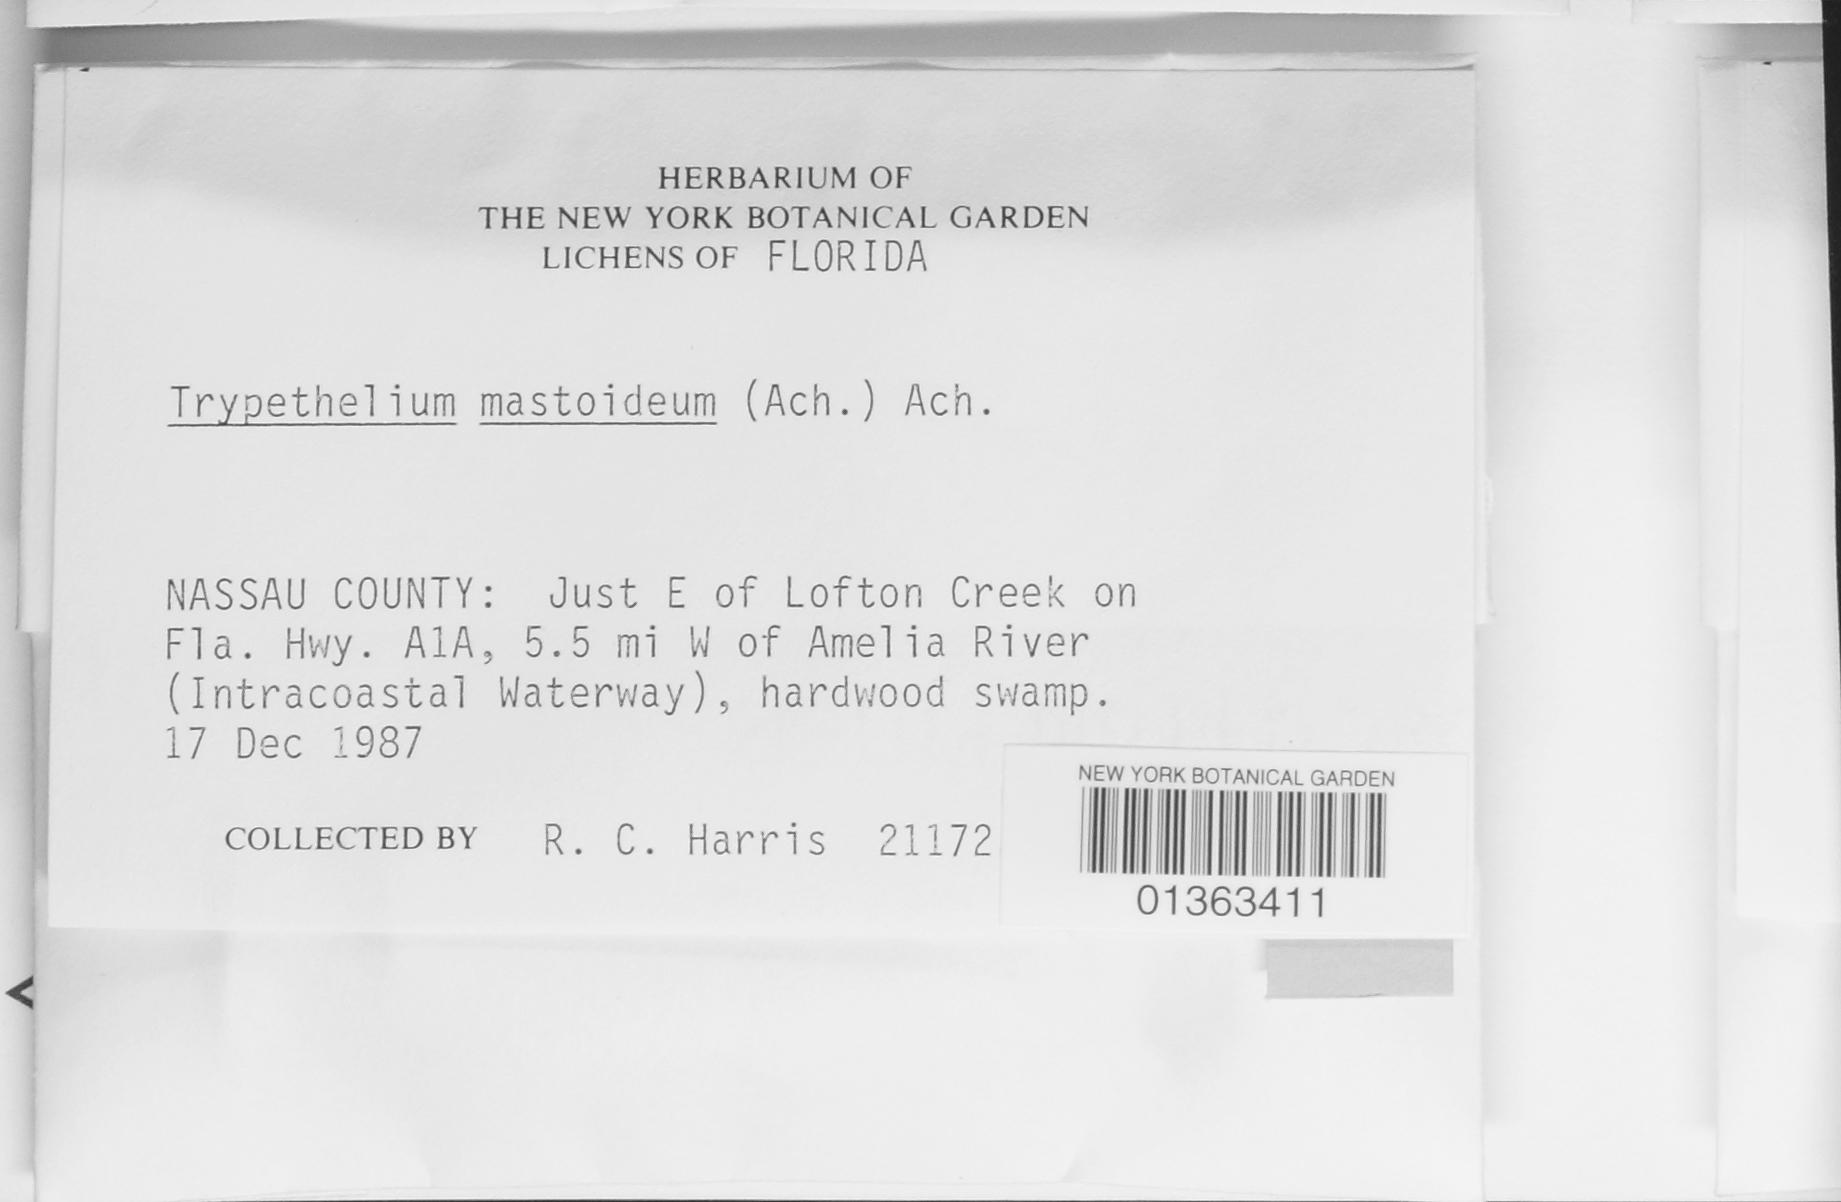 HERBARIUM OF
THE NEW YORK BOTANICAL GARDEN
LICHENS OF FLORIDA
Trypethelium mastoideum (Ach.) Ach.
NASSAU COUNTY: Just E of Lofton Creek on
Fla. Hwy. A1A, 5.5 mi W of Amelia River
(Intracoastal Waterway), hardwood swamp.
17 Dec 1987
COLLECTED BY R. C. Harris 21172
NEW YORK BOTANICAL GARDEN
01363411